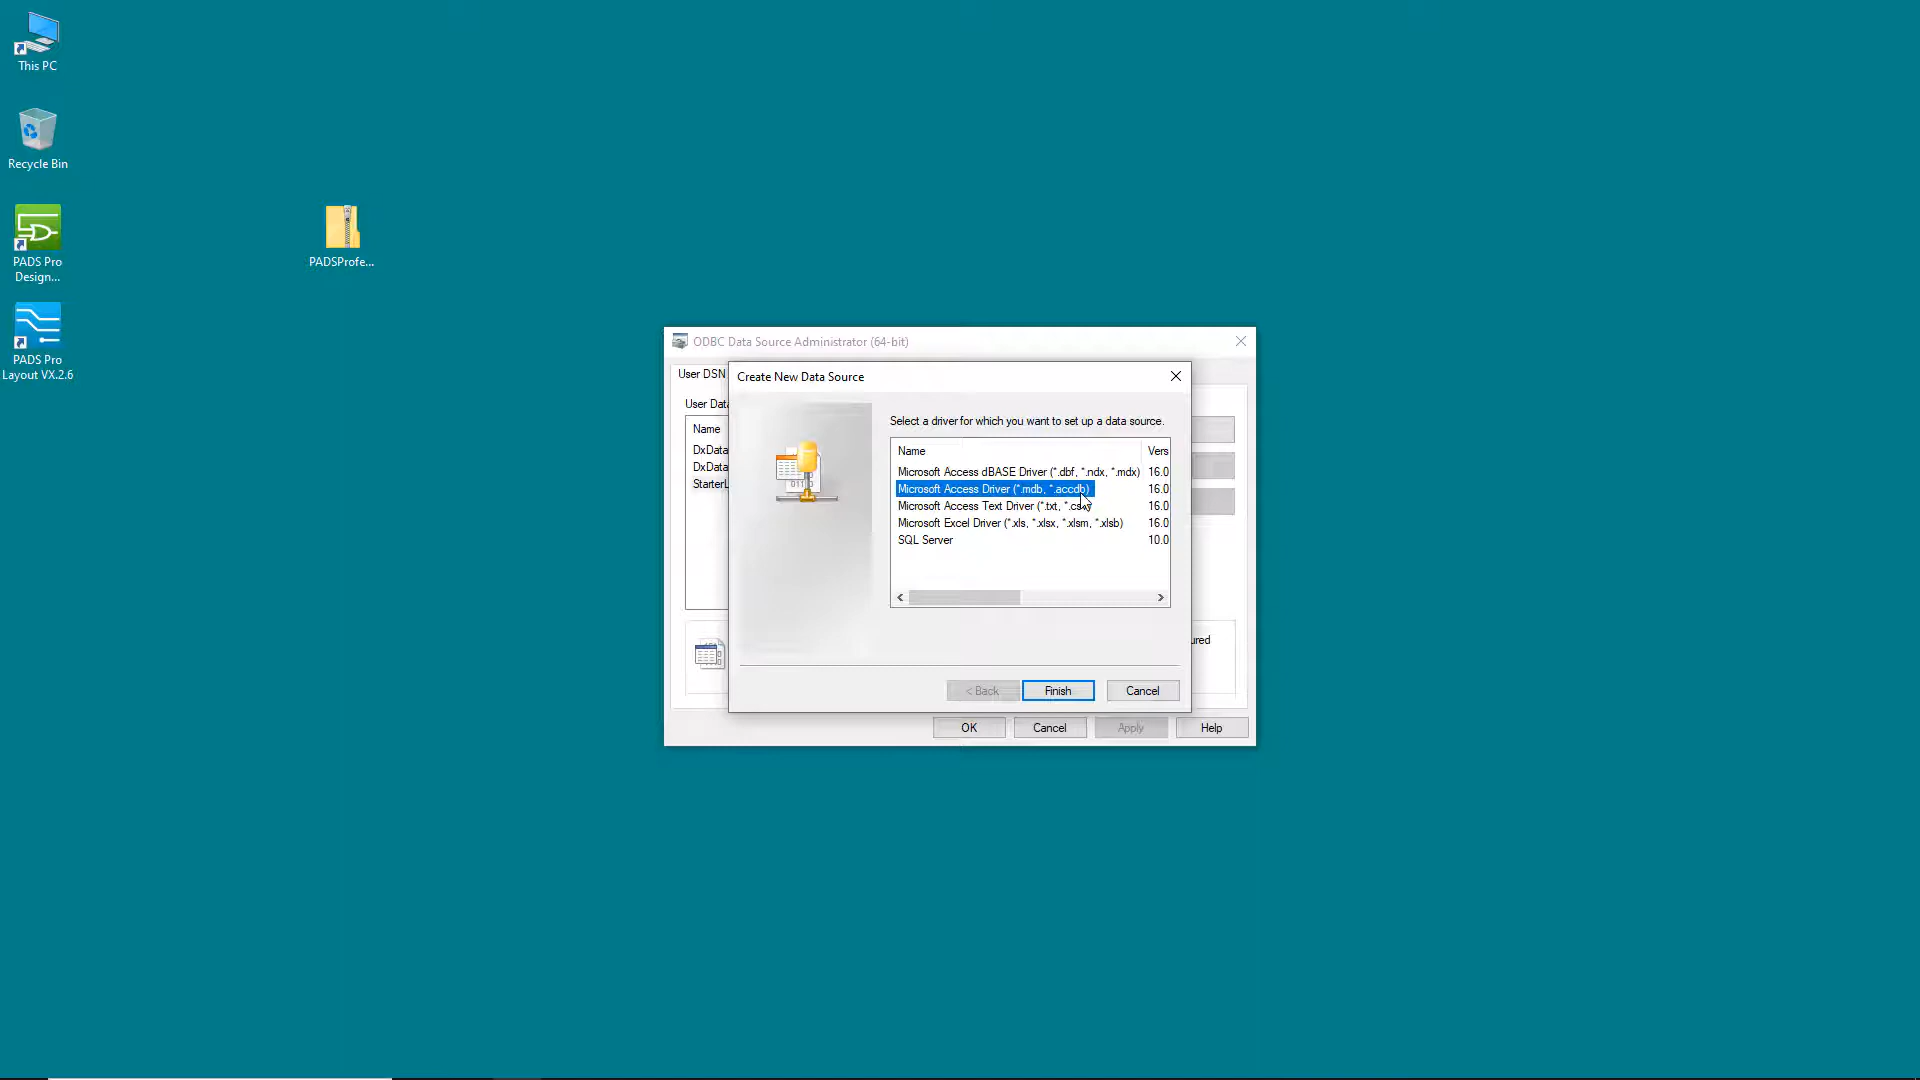 This PC
Recycle Bin
PADS Pro
Design...
PADSProfe...
PADS Pro
Layout VX.2.6
ODBC Data Source Administrator (64-bit)
User DSN
User Data
Name
DxData
DxData
StarterL
Create New Data Source
Select a driver for which you want to set up a data source.
Name
Vers
Microsoft Access dBASE Driver (*.dbf, *.ndx, *.mdx)
16.0
Microsoft Access Driver (*.mdb, *.accdb)
16.0
Microsoft Access Text Driver (*.txt, *.csv)
16.0
Microsoft Excel Driver (*.xls, *.xlsx, *.xlsm, *.xlsb)
16.0
SQL Server
10.0
ured
< Back
Finish
Cancel
OK
Cancel
Apply
Help